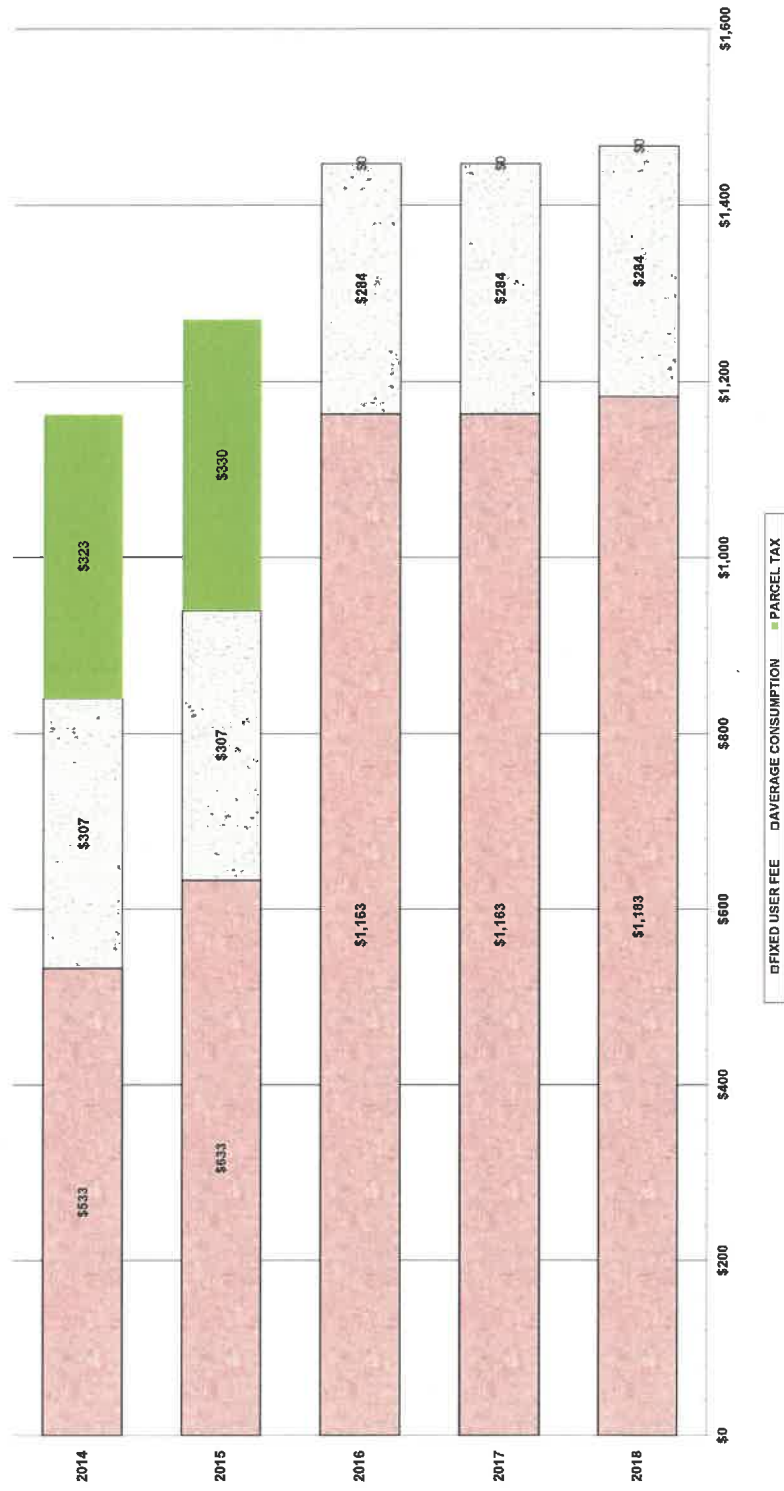 2014 $533 $307 $323
2015 $633 $307 $330
2016 $1,163 $284 $0
2017 $1,163 $284 $0
2018 $1,183 $284 $0
$0 $200 $400 $600 $800 $1,000 $1,200 $1,400 $1,600
FIXED USER FEE AVERAGE CONSUMPTION PARCEL TAX